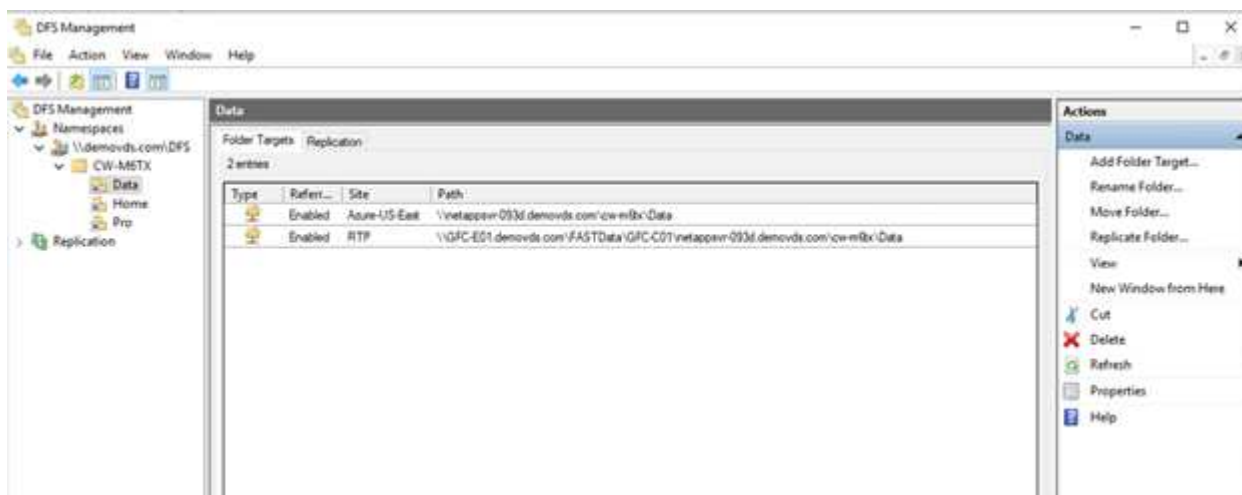 DFS Management
File Action View Window Help
DFS Management
Namespaces
\\demovds.com\DFS
CW-M6TX
Data
Home
Pro
Replication
Data
Folder Targets Replication
2 entries
Type Referr... Site Path
Enabled Azure-US-East \\netappsvr-093d.demovds.com\cw-m6tx\Data
Enabled RTP \\GFC-E01.demovds.com\FASTData\GFC-C01\netappsvr-093d.demovds.com\cw-m6tx\Data
Actions
Data
Add Folder Target...
Rename Folder...
Move Folder...
Replicate Folder...
View
New Window from Here
Cut
Delete
Refresh
Properties
Help